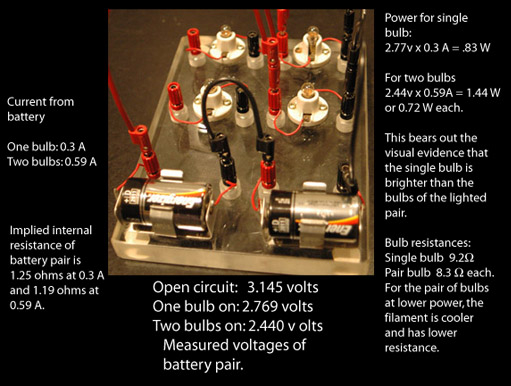 Current from
battery
One bulb: 0.3 A
Two bulbs: 0.59 A
Implied internal
resistance of
battery pair is
1.25 ohms at 0.3 A
and 1.19 ohms at
0.59 A.
Energizer
Ener
Open circuit: 3.145 volts
One bulb on: 2.769 volts
Two bulbs on: 2.440 v olts
Measured voltages of
battery pair.
Power for single
bulb:
2.77v x 0.3 A = .83 W
For two bulbs
2.44v x 0.59A = 1.44 W
or 0.72 W each.
This bears out the
visual evidence that
the single bulb is
brighter than the
bulbs of the lighted
pair.
Bulb resistances:
Single bulb 9.2Ω
Pair bulb 8.3 Ω each.
For the pair of bulbs
at lower power, the
filament is cooler
and has lower
resistance.